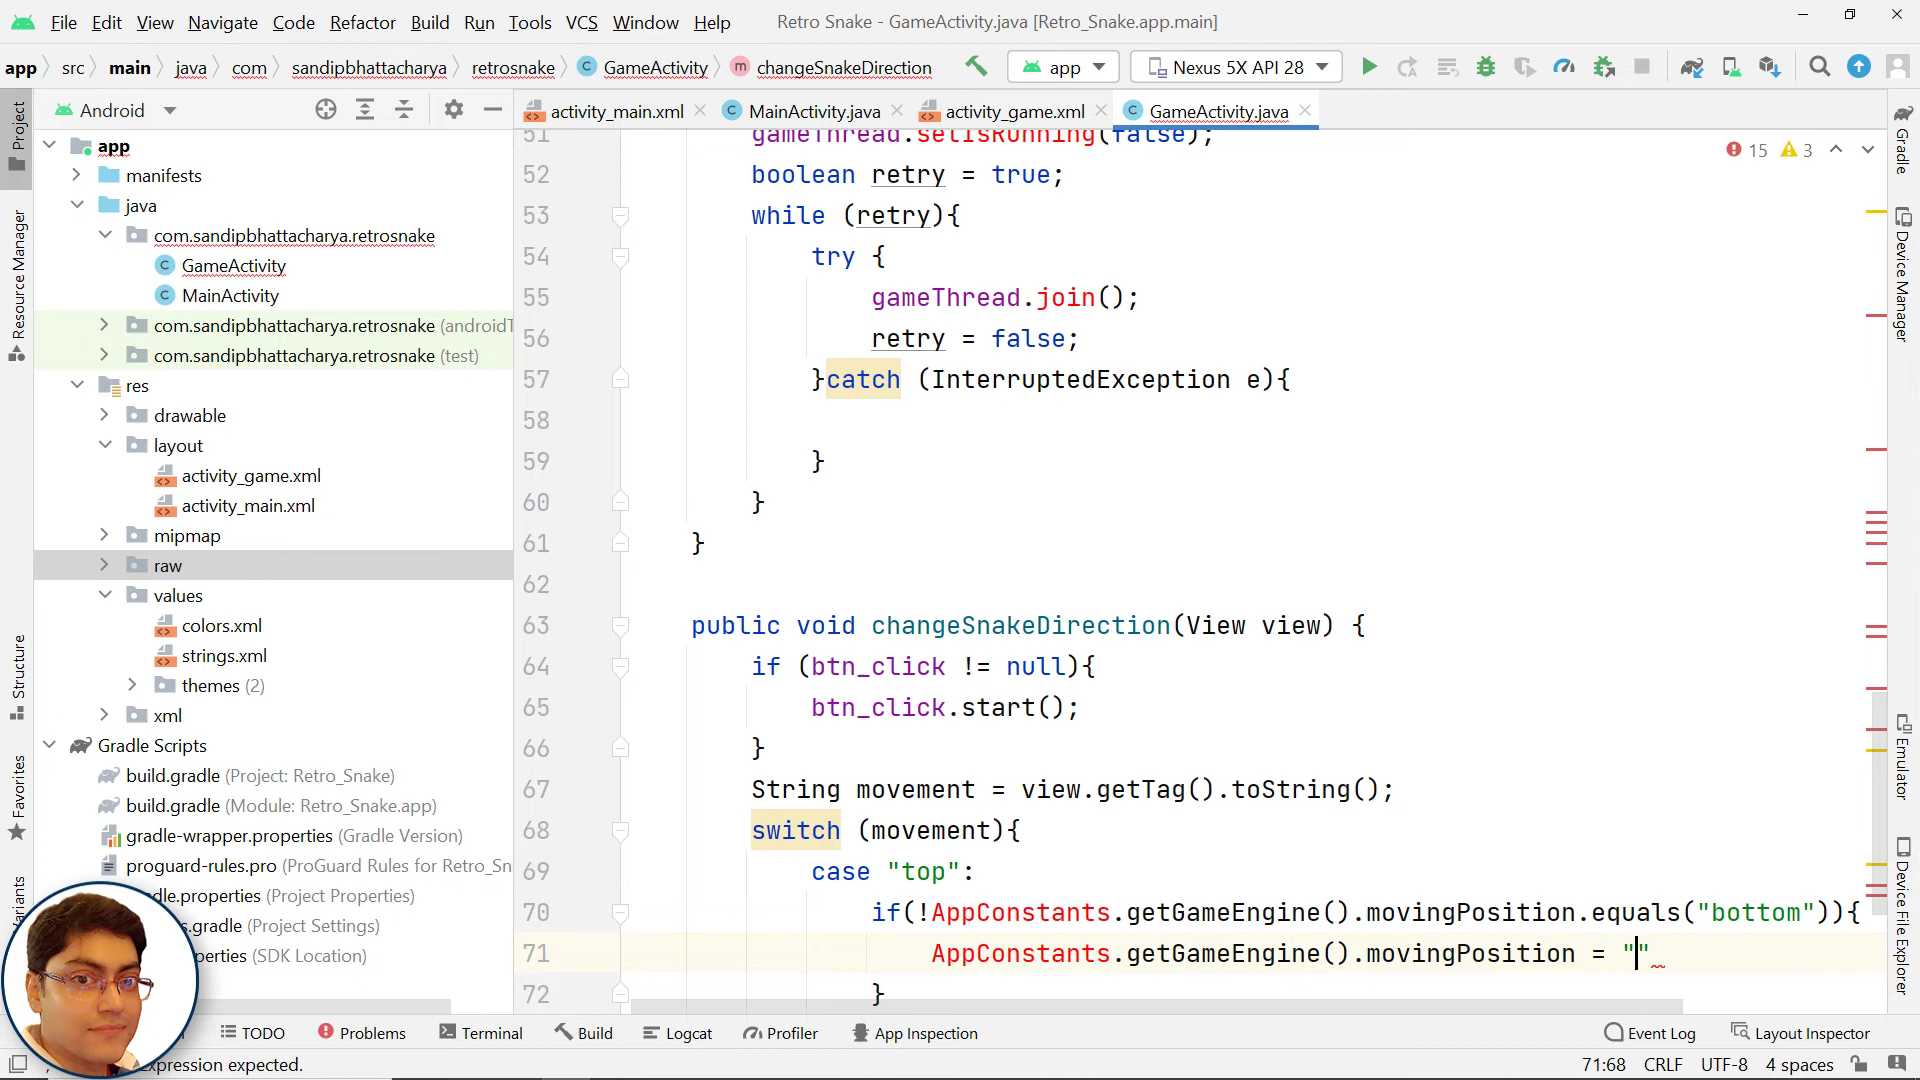 File Edit View Navigate Code Refactor Build Run Tools VCS Window Help Retro Snake - GameActivity.java [Retro_Snake.app.main]
app src main java com sandipbhattacharya retrosnake GameActivity changeSnakeDirection app Nexus 5X API 28
Android activity_main.xml MainActivity.java activity_game.xml GameActivity.java
Project
Resource Manager
Structure
Favorites
app
manifests
java
com.sandipbhattacharya.retrosnake
GameActivity
MainActivity
com.sandipbhattacharya.retrosnake
com.sandipbhattacharya.retrosnake (test)
res
drawable
layout
activity_game.xml
activity_main.xml
mipmap
raw
values
colors.xml
strings.xml
themes (2)
xml
Gradle Scripts
build.gradle (Project: Retro_Snake)
build.gradle (Module: Retro_Snake.app)
gradle-wrapper.properties (Gradle Version)
proguard-rules.pro (ProGuard Rules for Retro_Sn
dle.properties (Project Properties)
s.gradle (Project Settings)
perties (SDK Location)
15 3
51 gameThread.setIsRunning(false);
52 boolean retry = true;
53 while (retry){
54 try {
55 gameThread.join();
56 retry = false;
57 }catch (InterruptedException e){
58
59 }
60 }
61 }
62
63 public void changeSnakeDirection(View view) {
64 if (btn_click != null){
65 btn_click.start();
66 }
67 String movement = view.getTag().toString();
68 switch (movement){
69 case "top":
70 if(!AppConstants.getGameEngine().movingPosition.equals("bottom")){
71 AppConstants.getGameEngine().movingPosition = ""
72 }
Gradle
Device Manager
Emulator
Device File Explorer
TODO Problems Terminal Build Logcat Profiler App Inspection Event Log Layout Inspector
xpression expected. 71:68 CRLF UTF-8 4 spaces